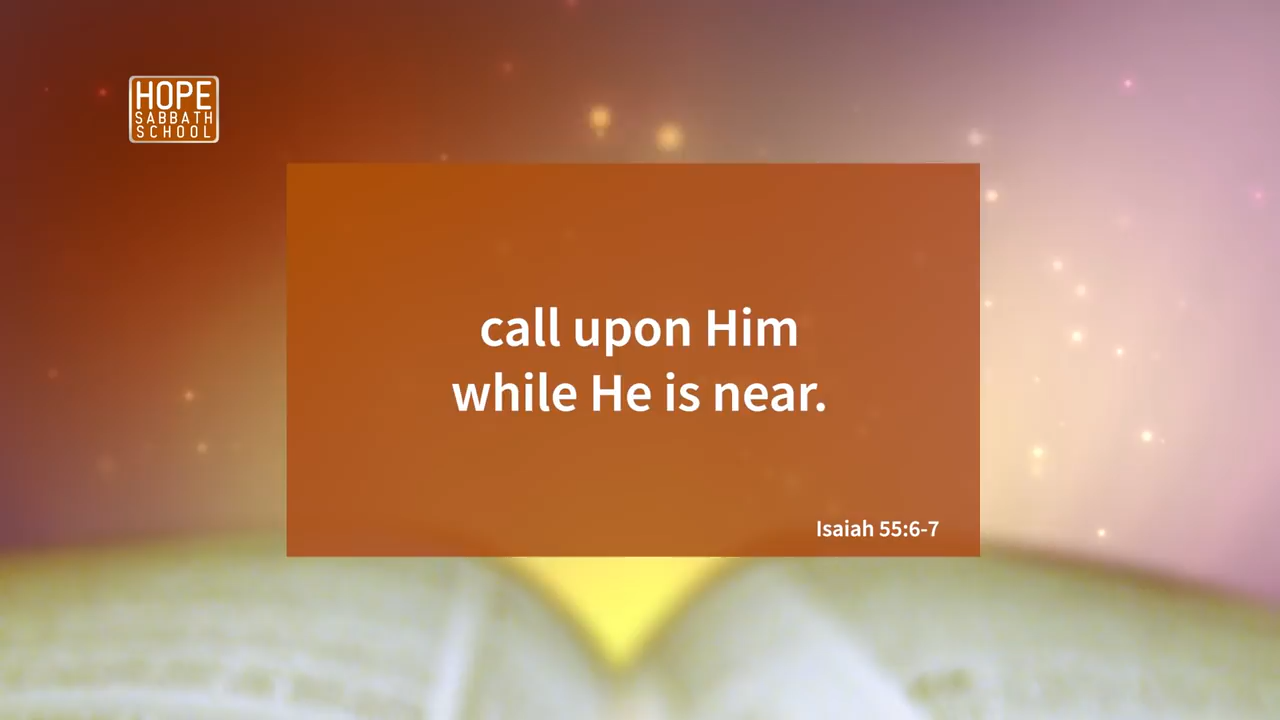 HOPE
SABBATH
SCHOOL
call upon Him
while He is near.
Isaiah 55:6-7